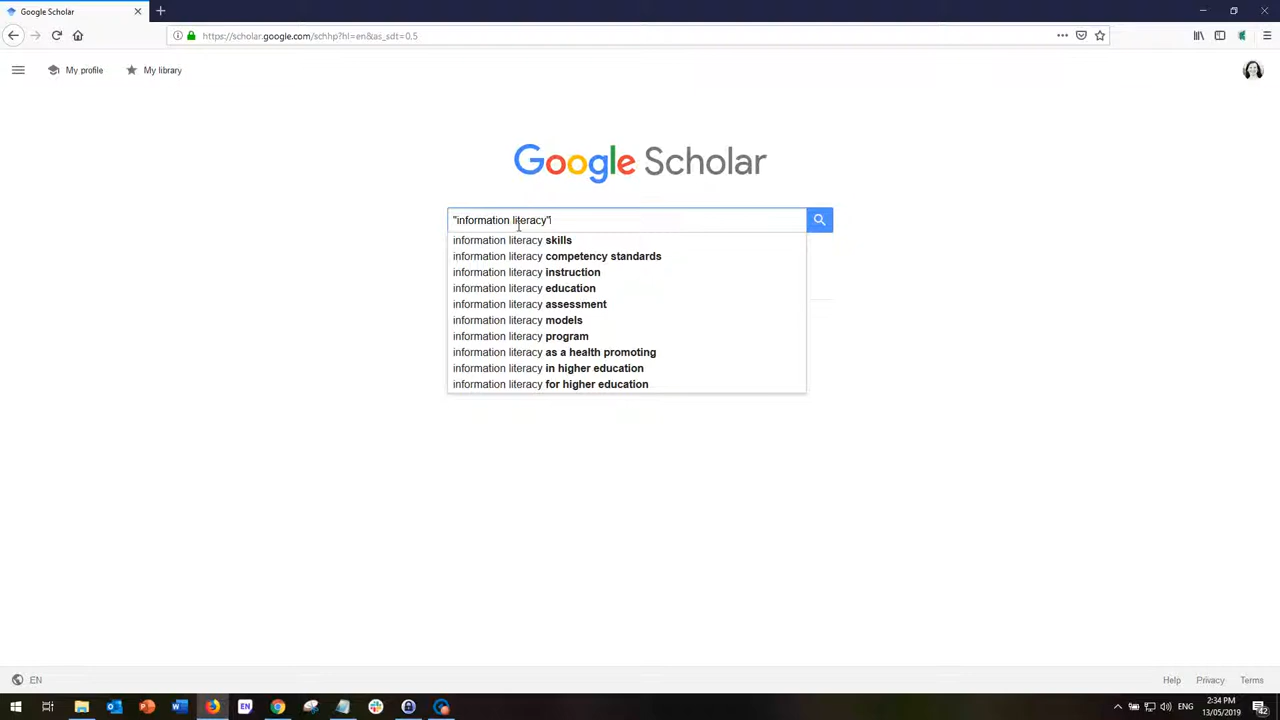 Google Scholar
https://scholar.google.com/schhp?hl=en&as_sdt=0,5
My profile
My library
Google Scholar
"information literacy"
information literacy skills
information literacy competency standards
information literacy instruction
information literacy education
information literacy assessment
information literacy models
information literacy program
information literacy as a health promoting
information literacy in higher education
information literacy for higher education
EN
Help Privacy Terms
EN
ENG
2:34 PM
13/05/2019
42